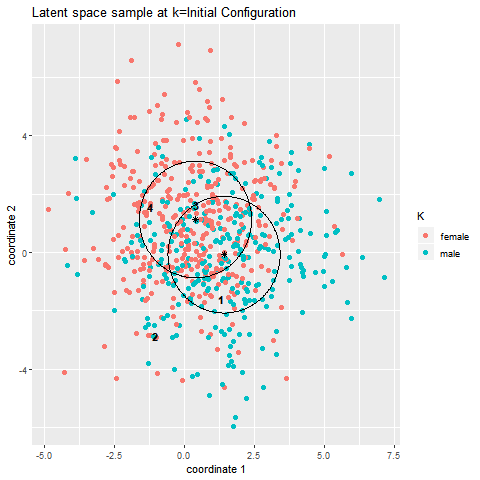 Latent space sample at k=Initial Configuration
4
0
-4
coordinate 2
4
3
*
*
1
2
-5.0
-2.5
0.0
2.5
5.0
7.5
coordinate 1
K
female
male